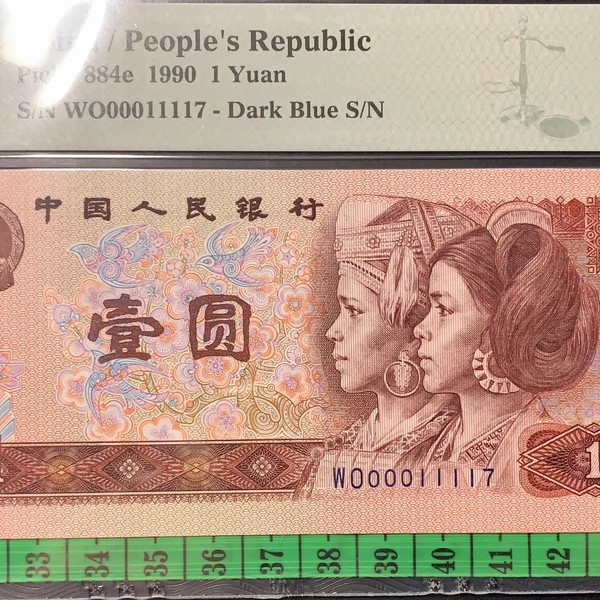 / People's Republic
884e 1990 1 Yuan
S/N WO00011117 - Dark Blue S/N
中国人民银行
壹圆
WO00011117
1
33 34 35 36 37 38 39 40 41 42